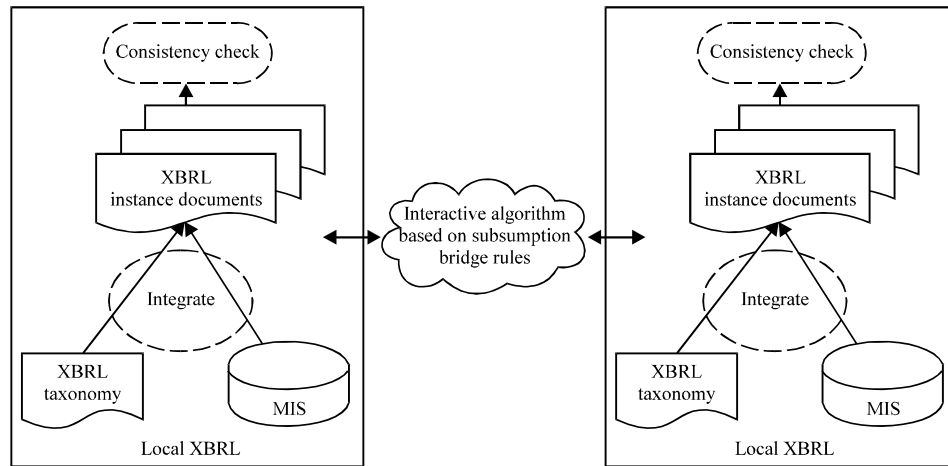 Consistency check
XBRL
instance documents
Integrate
XBRL
taxonomy
MIS
Local XBRL
Interactive algorithm
based on subsumption
bridge rules
Consistency check
XBRL
instance documents
Integrate
XBRL
taxonomy
MIS
Local XBRL